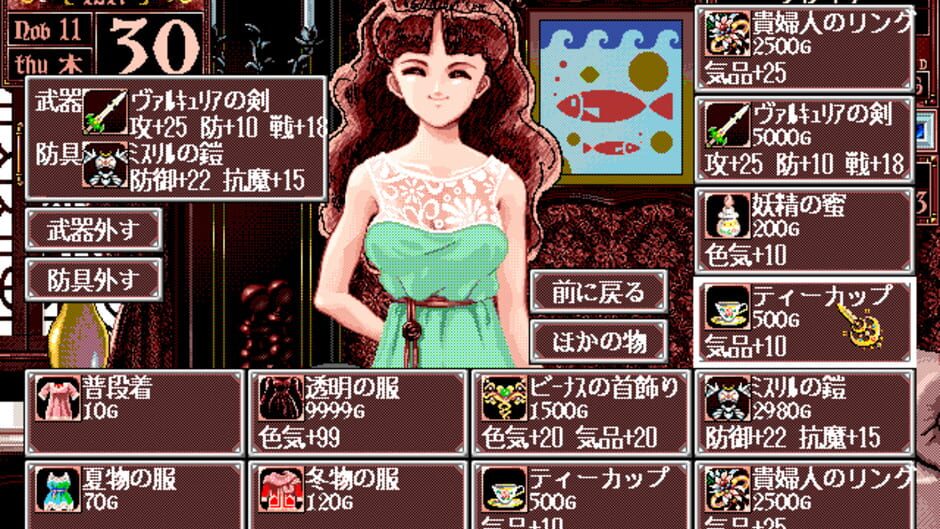 Nob 11
30
thu 木
武器
ヴァルキュリアの剣
攻+25 防+10 戦+18
防具
ミスリルの鎧
防御+22 抗魔+15
武器外す
防具外す
前に戻る
ほかの物
貴婦人のリング
2500G
気品+25
ヴァルキュリアの剣
5000G
攻+25 防+10 戦+18
妖精の蜜
200G
色気+10
ティーカップ
500G
気品+10
普段着
10G
透明の服
9999G
色気+99
ビーナスの首飾り
1500G
色気+20 気品+20
ミスリルの鎧
2980G
防御+22 抗魔+15
夏物の服
70G
冬物の服
120G
ティーカップ
500G
気品+10
貴婦人のリング
2500G
気品+25